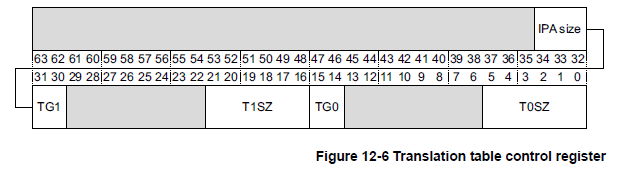 IPA size
63 62 61 60 59 58 57 56 55 54 53 52 51 50 49 48 47 46 45 44 43 42 41 40 39 38 37 36 35 34 33 32
31 30 29 28 27 26 25 24 23 22 21 20 19 18 17 16 15 14 13 12 11 10 9 8 7 6 5 4 3 2 1 0
TG1 T1SZ TG0 T0SZ
Figure 12-6 Translation table control register